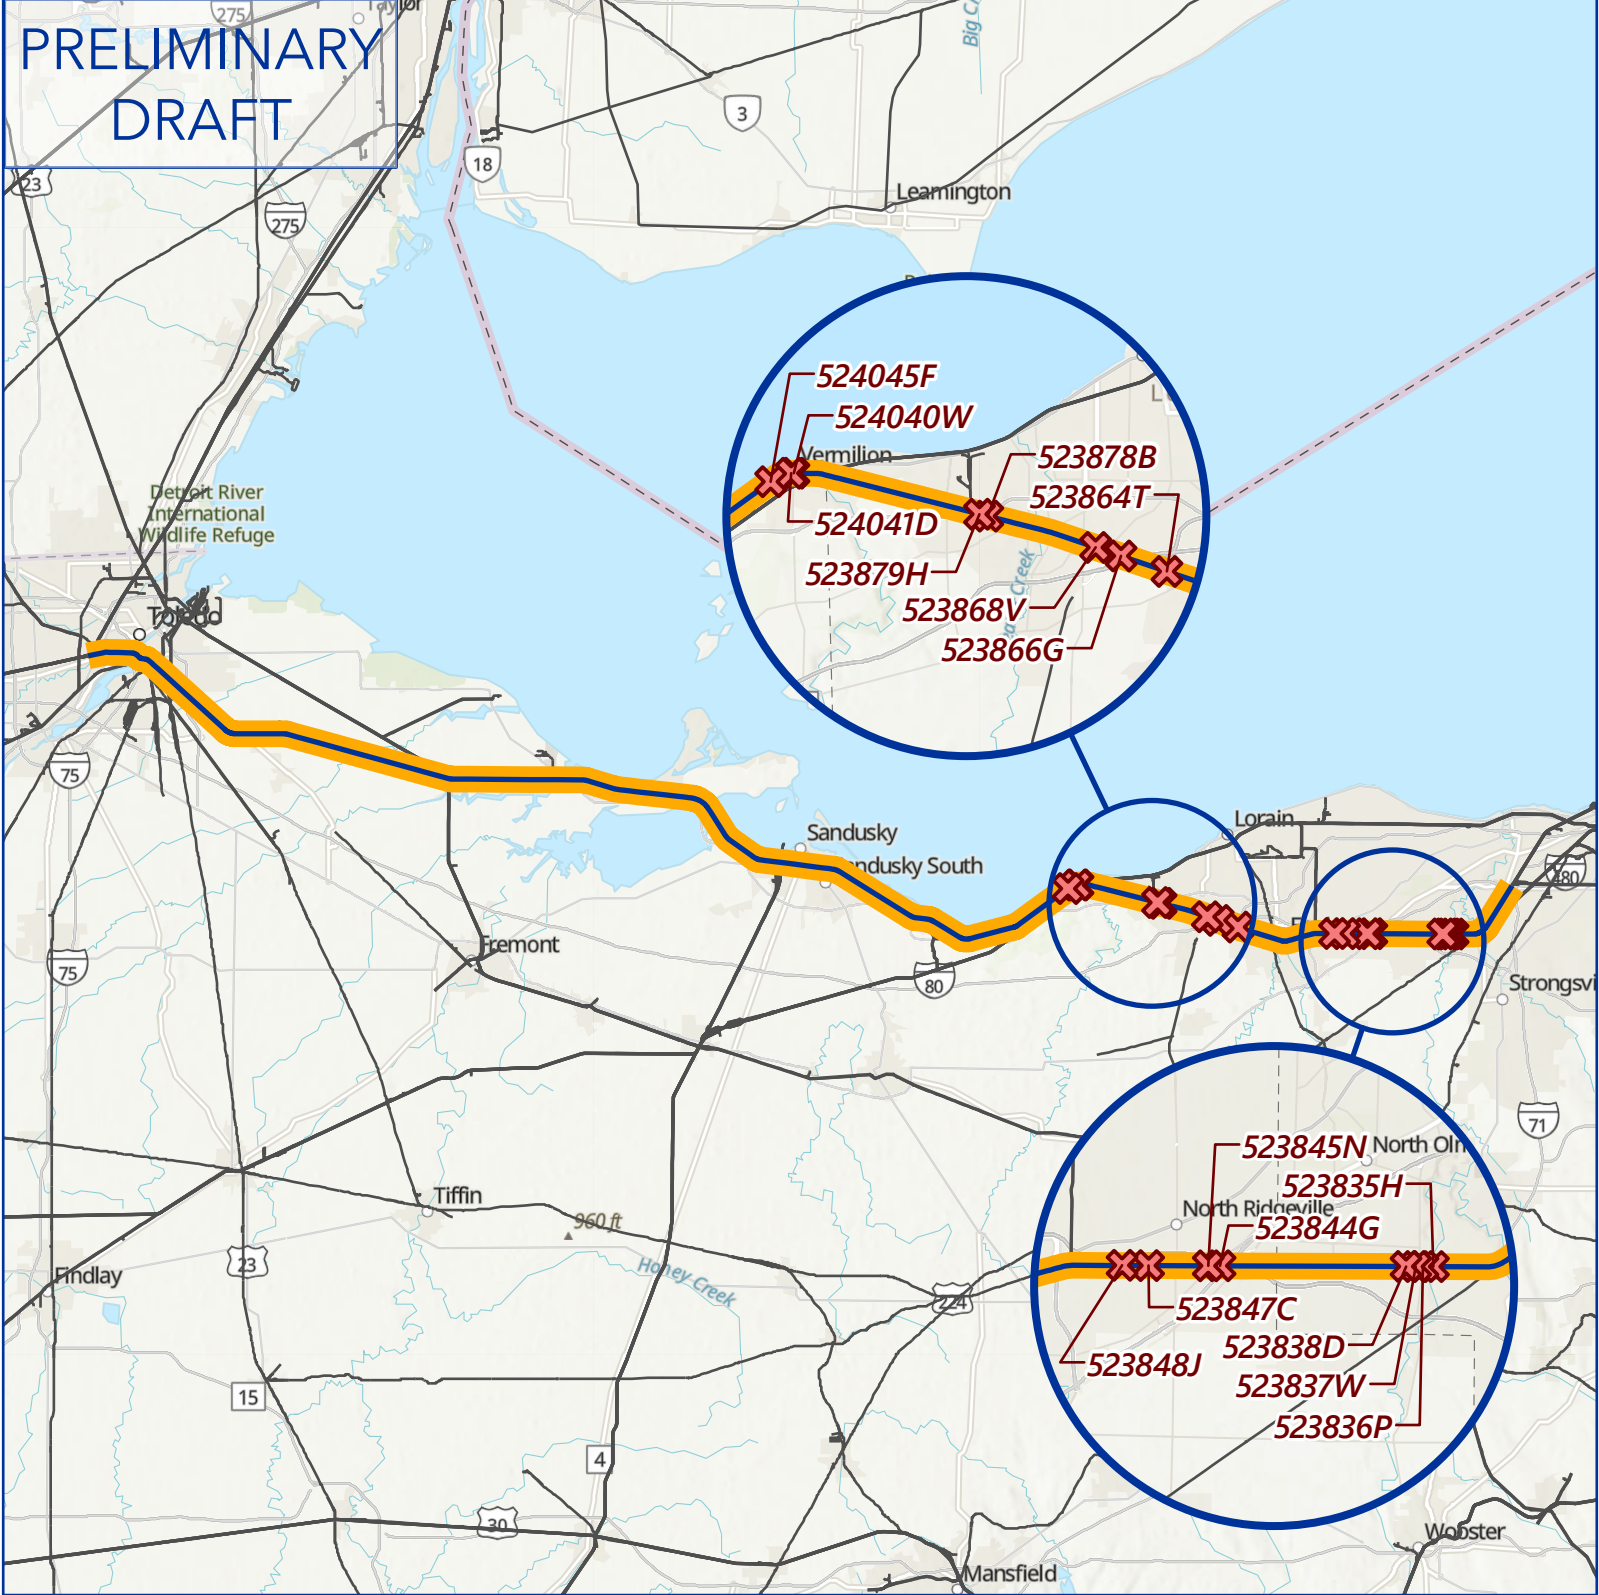 275
Taylor
PRELIMINARY
DRAFT
Big C
3
18
23
275
Leamington
524045F
524040W
Vermilion
523878B
523864T
524041D
523879H
523868V
523866G
Creek
Detroit River
International
Wildlife Refuge
Toledo
75
Sandusky
Lorain
ndusky South
480
Fremont
75
80
Strongsvi
71
523845N
North Olm
523835H
Tiffin
North Ridgeville
960 ft
523844G
23
Honey Creek
Findlay
224
523847C
523838D
523848J
523837W
15
523836P
4
30
Wooster
Mansfield